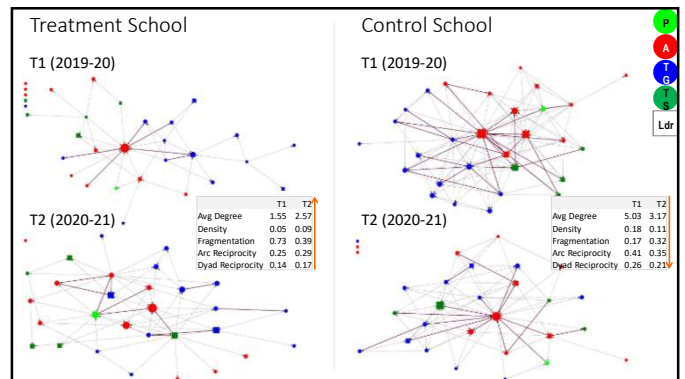 Treatment School
T1 (2019-20)
T1 T2
Avg Degree 1.55 2.57
Density 0.05 0.09
Fragmentation 0.73 0.39
Arc Reciprocity 0.25 0.29
Dyad Reciprocity 0.14 0.17
T2 (2020-21)
Control School
T1 (2019-20)
T1 T2
Avg Degree 5.03 3.17
Density 0.18 0.11
Fragmentation 0.17 0.32
Arc Reciprocity 0.41 0.35
Dyad Reciprocity 0.26 0.21
T2 (2020-21)
P
A
T
G
T
S
Ldr